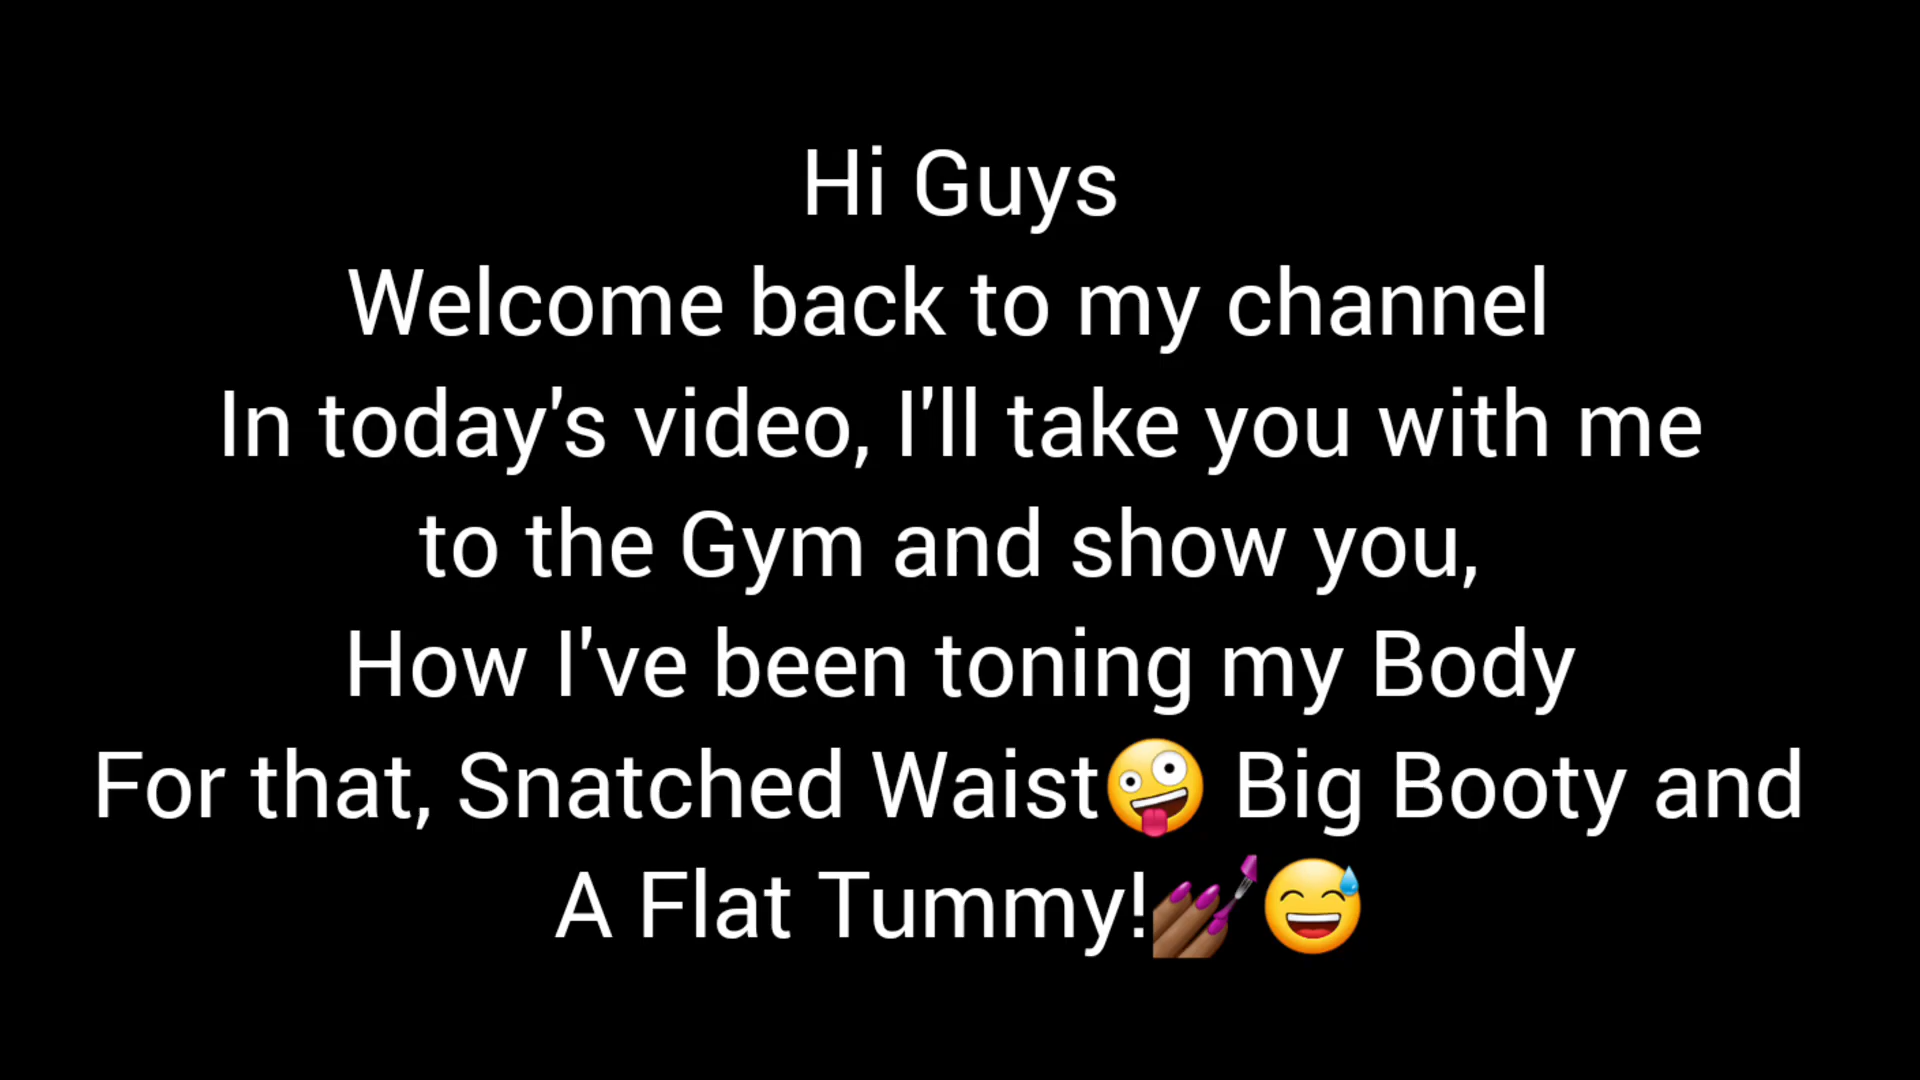 Hi Guys
Welcome back to my channel
In today's video, I'll take you with me
to the Gym and show you,
How I've been toning my Body
For that, Snatched Waist🤪 Big Booty and
A Flat Tummy!💅🏾😅